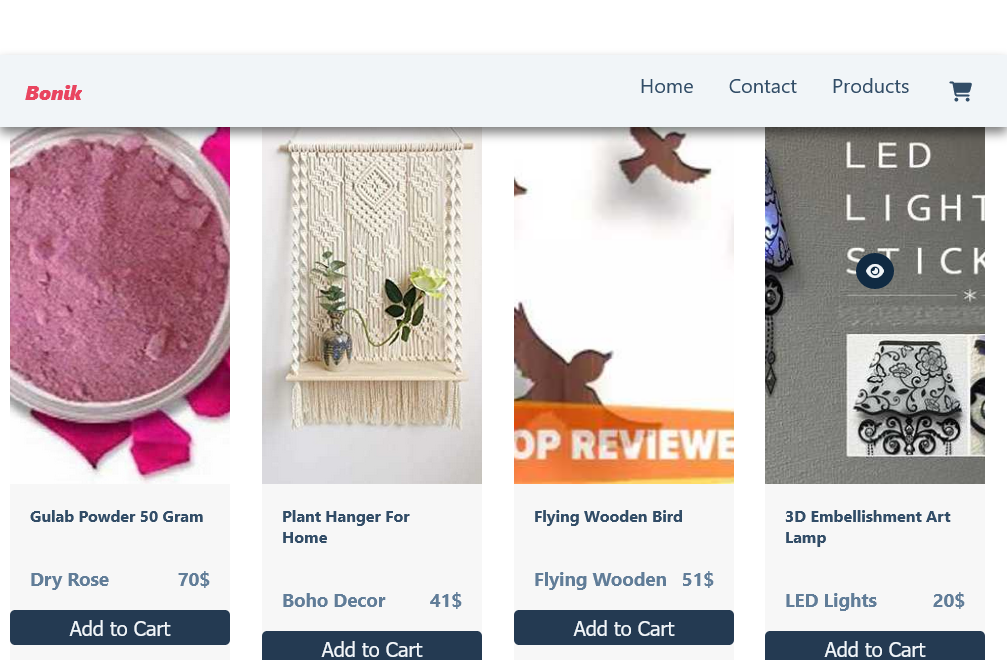 Bonik
Home
Contact
Products
LED
LIGHT
STICK
OP REVIEWE
Gulab Powder 50 Gram
Dry Rose
70$
Add to Cart
Plant Hanger For
Home
Boho Decor
41$
Add to Cart
Flying Wooden Bird
Flying Wooden
51$
Add to Cart
3D Embellishment Art
Lamp
LED Lights
20$
Add to Cart